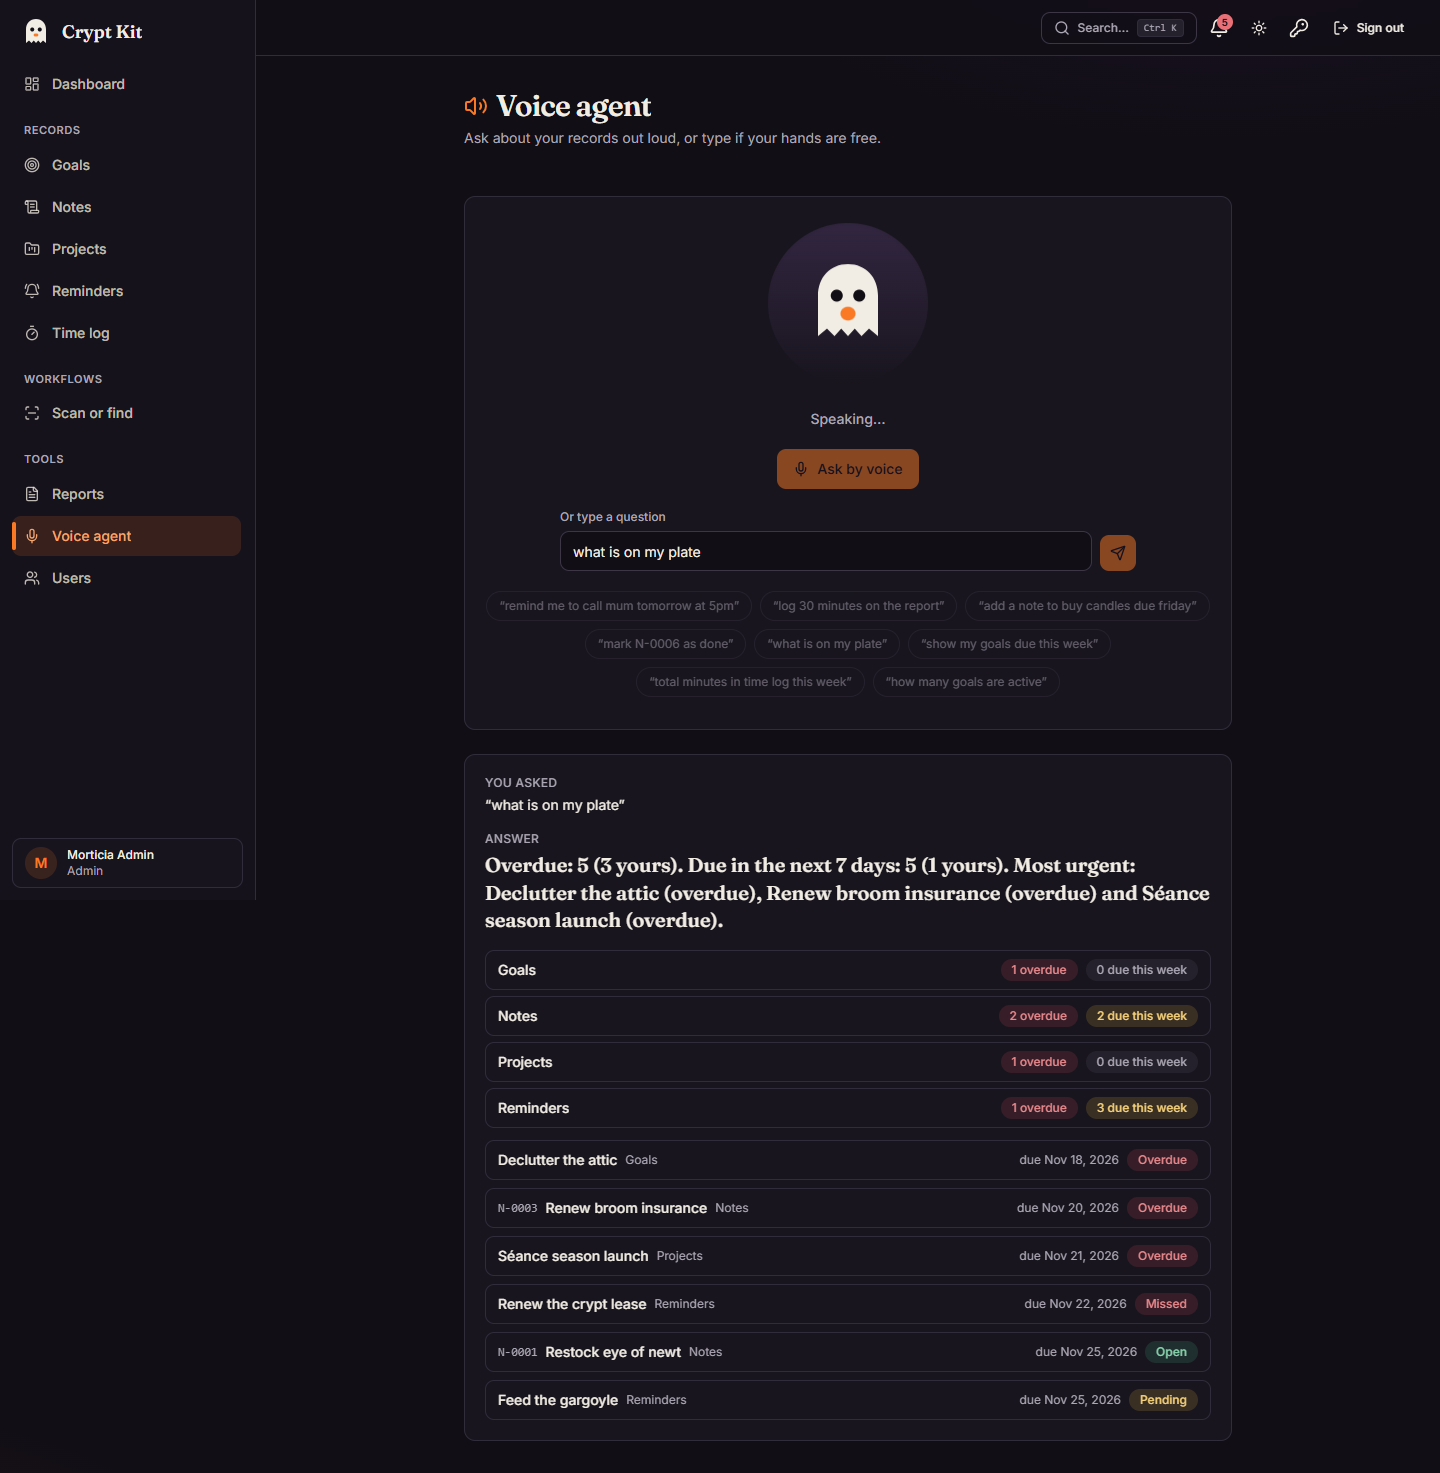 Crypt Kit
Search... Ctrl K
5
Sign out
Dashboard
RECORDS
Goals
Notes
Projects
Reminders
Time log
WORKFLOWS
Scan or find
TOOLS
Reports
Voice agent
Users
M
Morticia Admin
Admin
Voice agent
Ask about your records out loud, or type if your hands are free.
Speaking...
Ask by voice
Or type a question
what is on my plate
“remind me to call mum tomorrow at 5pm” “log 30 minutes on the report” “add a note to buy candles due friday”
“mark N-0006 as done” “what is on my plate” “show my goals due this week”
“total minutes in time log this week” “how many goals are active”
YOU ASKED
“what is on my plate”
ANSWER
Overdue: 5 (3 yours). Due in the next 7 days: 5 (1 yours). Most urgent:
Declutter the attic (overdue), Renew broom insurance (overdue) and Séance
season launch (overdue).
Goals 1 overdue 0 due this week
Notes 2 overdue 2 due this week
Projects 1 overdue 0 due this week
Reminders 1 overdue 3 due this week
Declutter the attic Goals due Nov 18, 2026 Overdue
N-0003 Renew broom insurance Notes due Nov 20, 2026 Overdue
Séance season launch Projects due Nov 21, 2026 Overdue
Renew the crypt lease Reminders due Nov 22, 2026 Missed
N-0001 Restock eye of newt Notes due Nov 25, 2026 Open
Feed the gargoyle Reminders due Nov 25, 2026 Pending